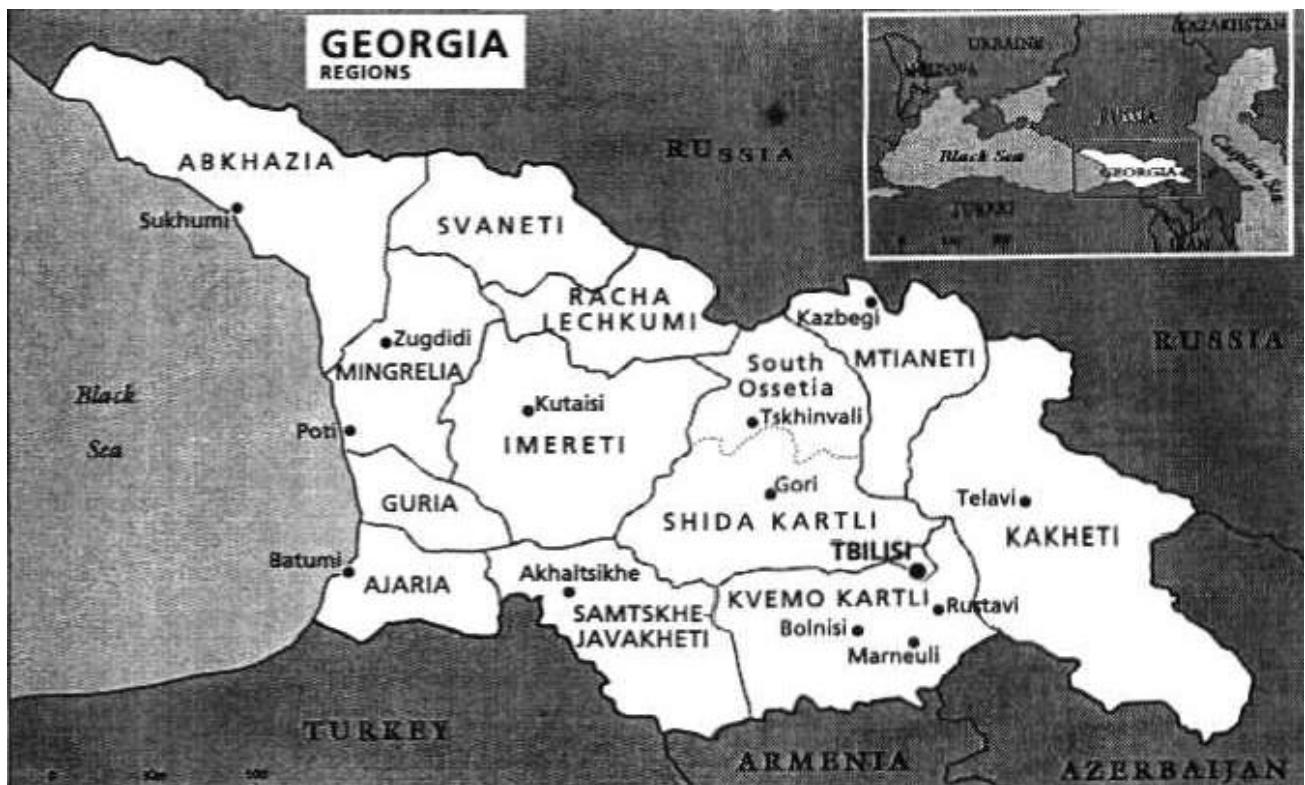 GEORGIA
REGIONS
UKRAINE
KAZAKHSTAN
MOLDOVA
RUSSIA
Black Sea
GEORGIA
Caspian Sea
TURKEY
IRAN
RUSSIA
ABKHAZIA
Sukhumi
SVANETI
RACHA
LECHKUMI
Kazbegi
MTIANETI
RUSSIA
Zugdidi
MINGRELIA
South
Ossetia
Tskhinvali
Black
Sea
Poti
Kutaisi
IMERETI
Gori
SHIDA KARTLI
Telavi
KAKHETI
GURIA
TBILISI
Batumi
AJARIA
Akhaltsikhe
SAMTSKHE-
JAVAKHETI
KVEMO KARTLI
Rustavi
Bolnisi
Marneuli
TURKEY
ARMENIA
AZERBAIJAN
0